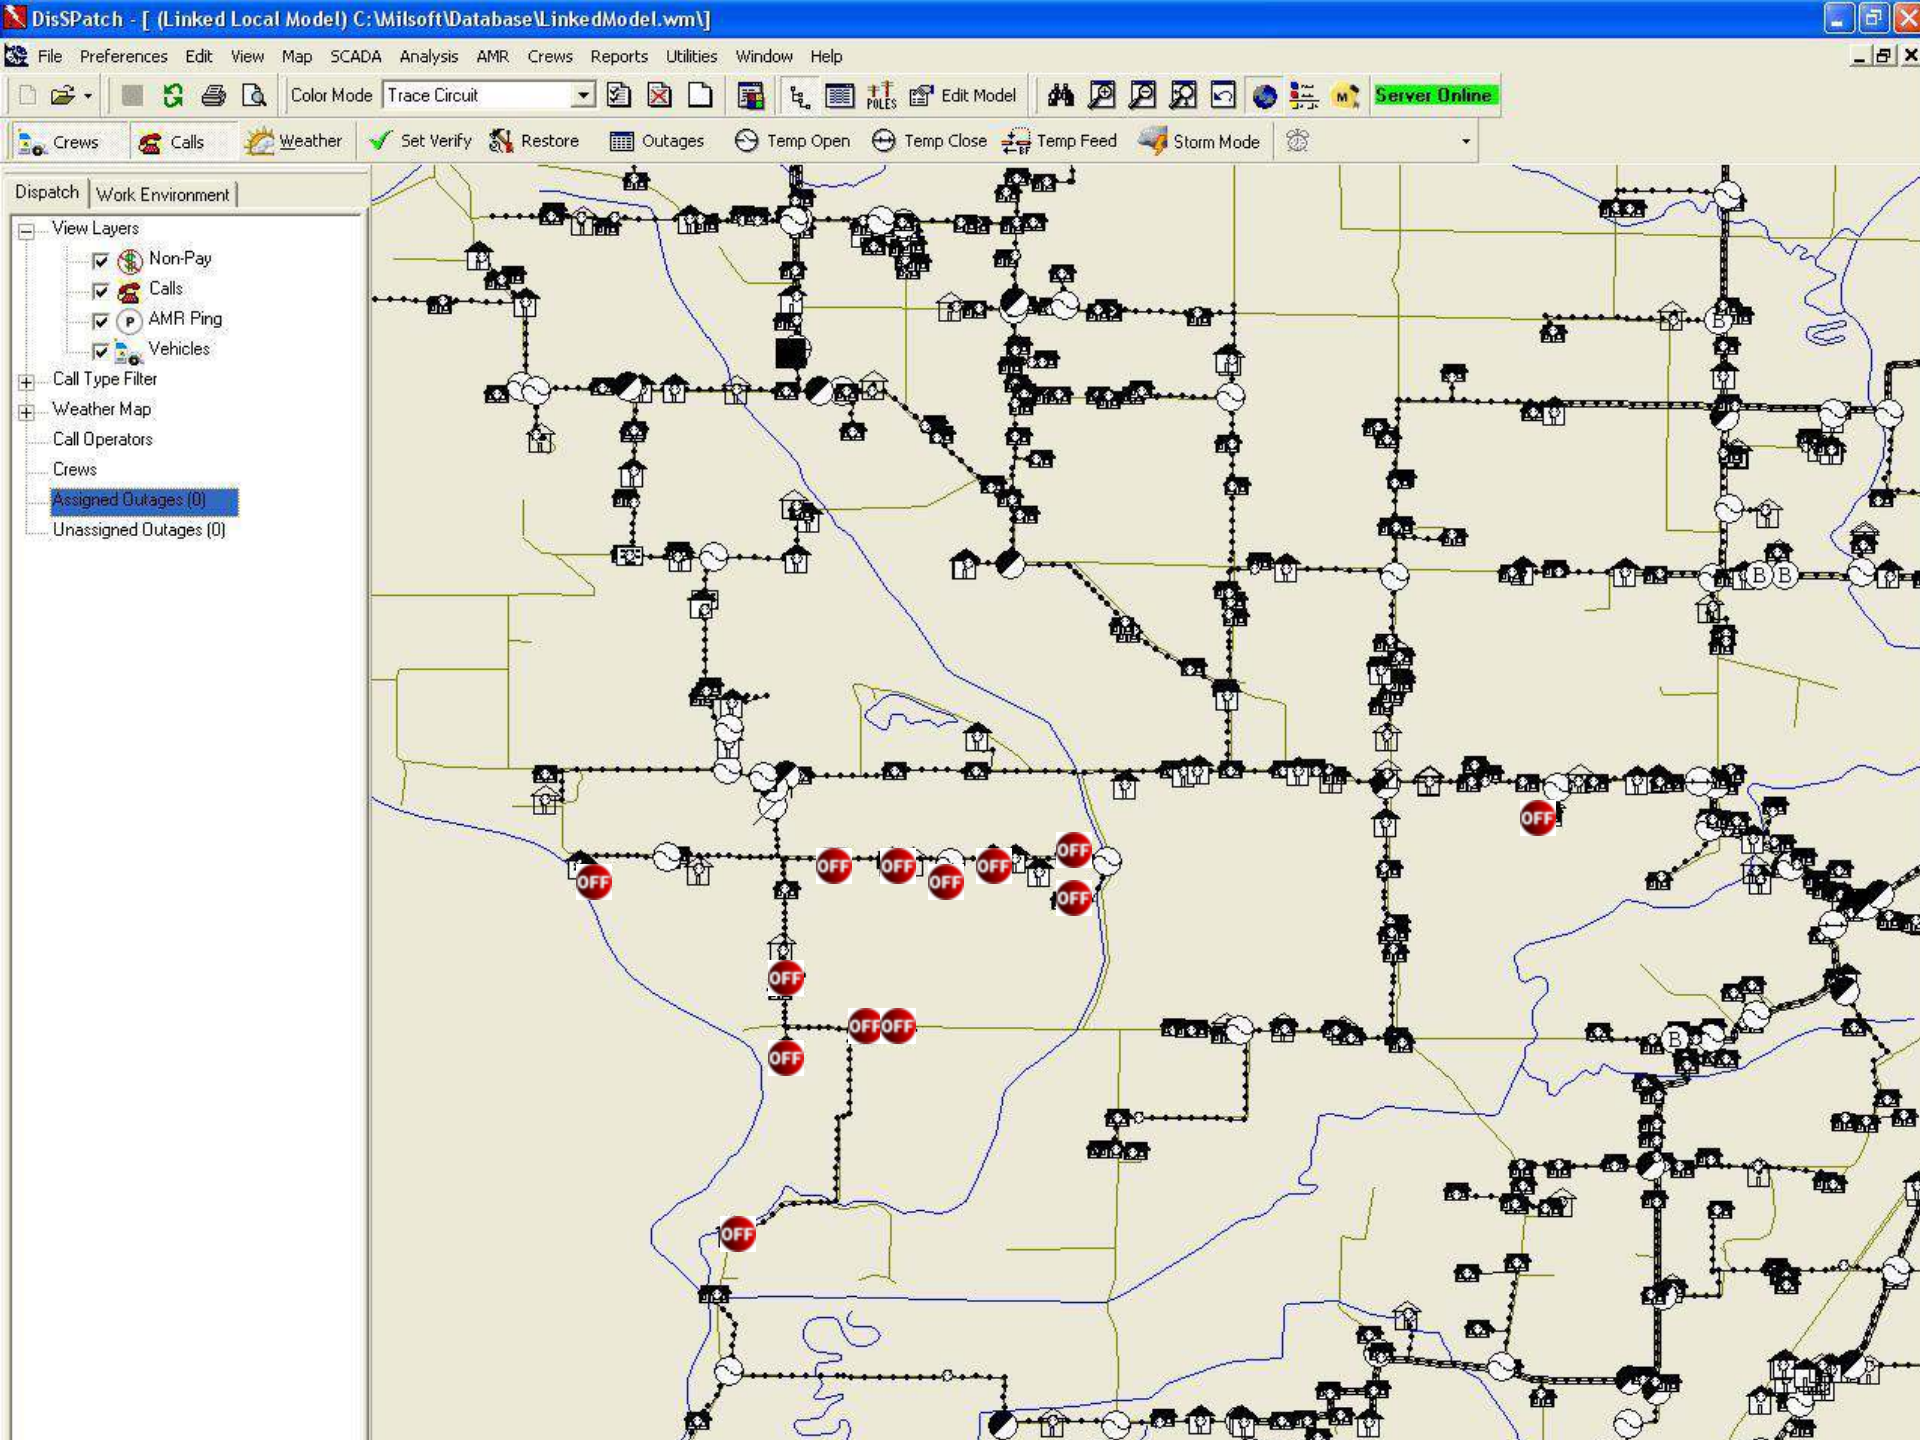 DisSPatch - [ (Linked Local Model) C:\Milsoft\Database\LinkedModel.wm\]
File Preferences Edit View Map SCADA Analysis AMR Crews Reports Utilities Window Help
Color Mode Trace Circuit POLES Edit Model M Server Online
Crews Calls Weather Set Verify Restore Outages Temp Open Temp Close BF Temp Feed Storm Mode
Dispatch Work Environment
View Layers
Non-Pay
Calls
P AMR Ping
Vehicles
Call Type Filter
Weather Map
Call Operators
Crews
Assigned Outages (0)
Unassigned Outages (0)
B
B B
OFF
OFF
OFF OFF OFF OFF
OFF OFF
OFF
OFF
OFF OFF
B
OFF
OFF